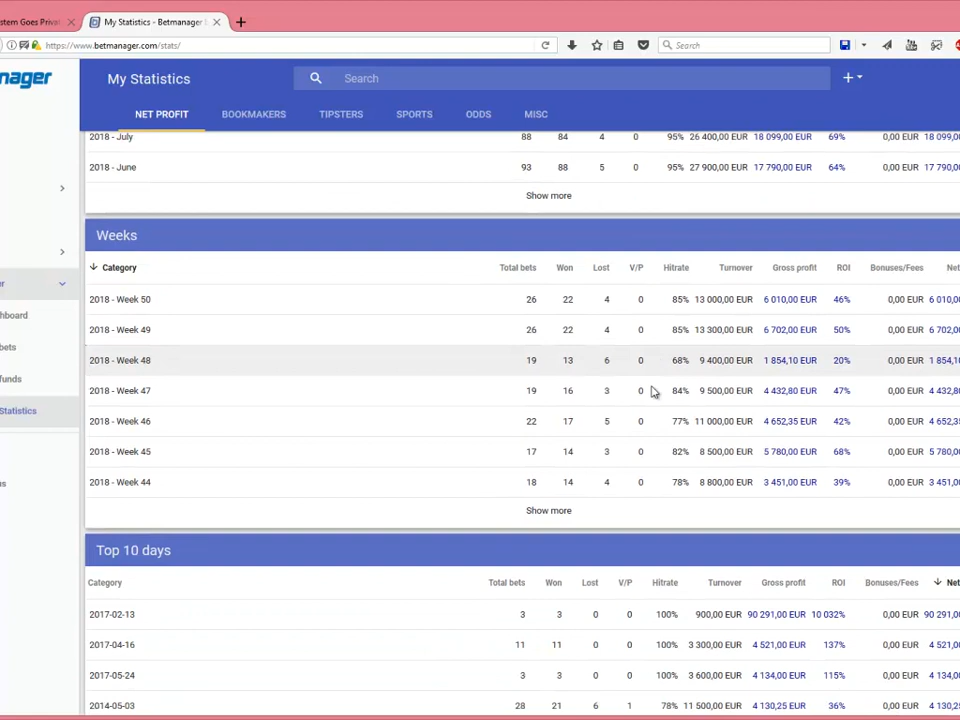 stem Goes Priva
My Statistics - Betmanager
https://www.betmanager.com/stats/
Search
nager
My Statistics
Search
NET PROFIT BOOKMAKERS TIPSTERS SPORTS ODDS MISC
2018 - July 88 84 4 0 95% 26 400,00 EUR 18 099,00 EUR 69% 0,00 EUR 18 099,0
2018 - June 93 88 5 0 95% 27 900,00 EUR 17 790,00 EUR 64% 0,00 EUR 17 790,0
Show more
Weeks
Category Total bets Won Lost V/P Hitrate Turnover Gross profit ROI Bonuses/Fees Net
2018 - Week 50 26 22 4 0 85% 13 000,00 EUR 6 010,00 EUR 46% 0,00 EUR 6 010,0
2018 - Week 49 26 22 4 0 85% 13 300,00 EUR 6 702,00 EUR 50% 0,00 EUR 6 702,0
2018 - Week 48 19 13 6 0 68% 9 400,00 EUR 1 854,10 EUR 20% 0,00 EUR 1 854,1
2018 - Week 47 19 16 3 0 84% 9 500,00 EUR 4 432,80 EUR 47% 0,00 EUR 4 432,8
2018 - Week 46 22 17 5 0 77% 11 000,00 EUR 4 652,35 EUR 42% 0,00 EUR 4 652,3
2018 - Week 45 17 14 3 0 82% 8 500,00 EUR 5 780,00 EUR 68% 0,00 EUR 5 780,0
2018 - Week 44 18 14 4 0 78% 8 800,00 EUR 3 451,00 EUR 39% 0,00 EUR 3 451,0
Show more
Top 10 days
Category Total bets Won Lost V/P Hitrate Turnover Gross profit ROI Bonuses/Fees Net
2017-02-13 3 3 0 0 100% 900,00 EUR 90 291,00 EUR 10 032% 0,00 EUR 90 291,0
2017-04-16 11 11 0 0 100% 3 300,00 EUR 4 521,00 EUR 137% 0,00 EUR 4 521,0
2017-05-24 3 3 0 0 100% 3 600,00 EUR 4 134,00 EUR 115% 0,00 EUR 4 134,0
2014-05-03 28 21 6 1 78% 11 500,00 EUR 4 130,25 EUR 36% 0,00 EUR 4 130,2
r
hboard
bets
funds
Statistics
ns